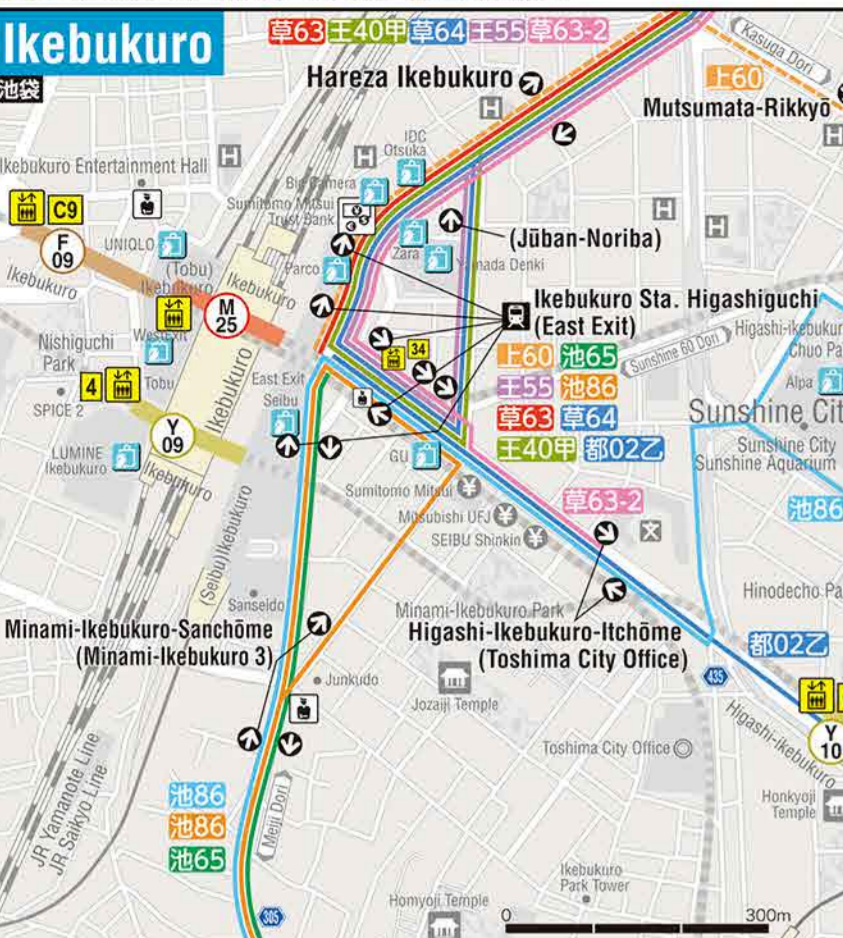 Ikebukuro
池袋
草63 王40甲 草64 王55 草63-2
Kasuga Dori
上60
Hareza Ikebukuro
Mutsumata-Rikkyō
IDC
Otsuka
Ikebukuro Entertainment Hall
Big Camera
Sumitomo Mitsui
Trust Bank
C9
F
09
UNIQLO
(Tobu)
Ikebukuro
Ikebukuro
Ikebukuro
Parco
Zara
Yamada Denki
(Jūban-Noriba)
M
25
Ikebukuro Sta. Higashiguchi
(East Exit)
上60 池65
王55 池86
草63 草64
王40甲 都02乙
Sunshine 60 Dori
Higashi-Ikebukur
Chuo Pa
Alpa
Nishiguchi
Park
West Exit
34
4
Tobu
SPICE 2
East Exit
Seibu
Ikebukuro
Sunshine Cit
Sunshine City
Sunshine Aquarium
Y
09
LUMINE
Ikebukuro
Ikebukuro
GU
Sumitomo Mitsui
Mitsubishi UFJ
SEIBU Shinkin
草63-2
文
池86
(Seibu)Ikebukuro
Sanseido
Minami-Ikebukuro Park
Hinodecho Pa
Minami-Ikebukuro-Sanchōme
(Minami-Ikebukuro 3)
Higashi-Ikebukuro-Itchōme
(Toshima City Office)
都02乙
435
Junkudo
Jozaiji Temple
Toshima City Office
Higashi-Ikebukuro
Y
10
JR Yamanote Line
JR Saikyo Line
池86
池86
池65
Meiji Dori
Honkyoji
Temple
Ikebukuro
Park Tower
305
Homyoji Temple
0 300m